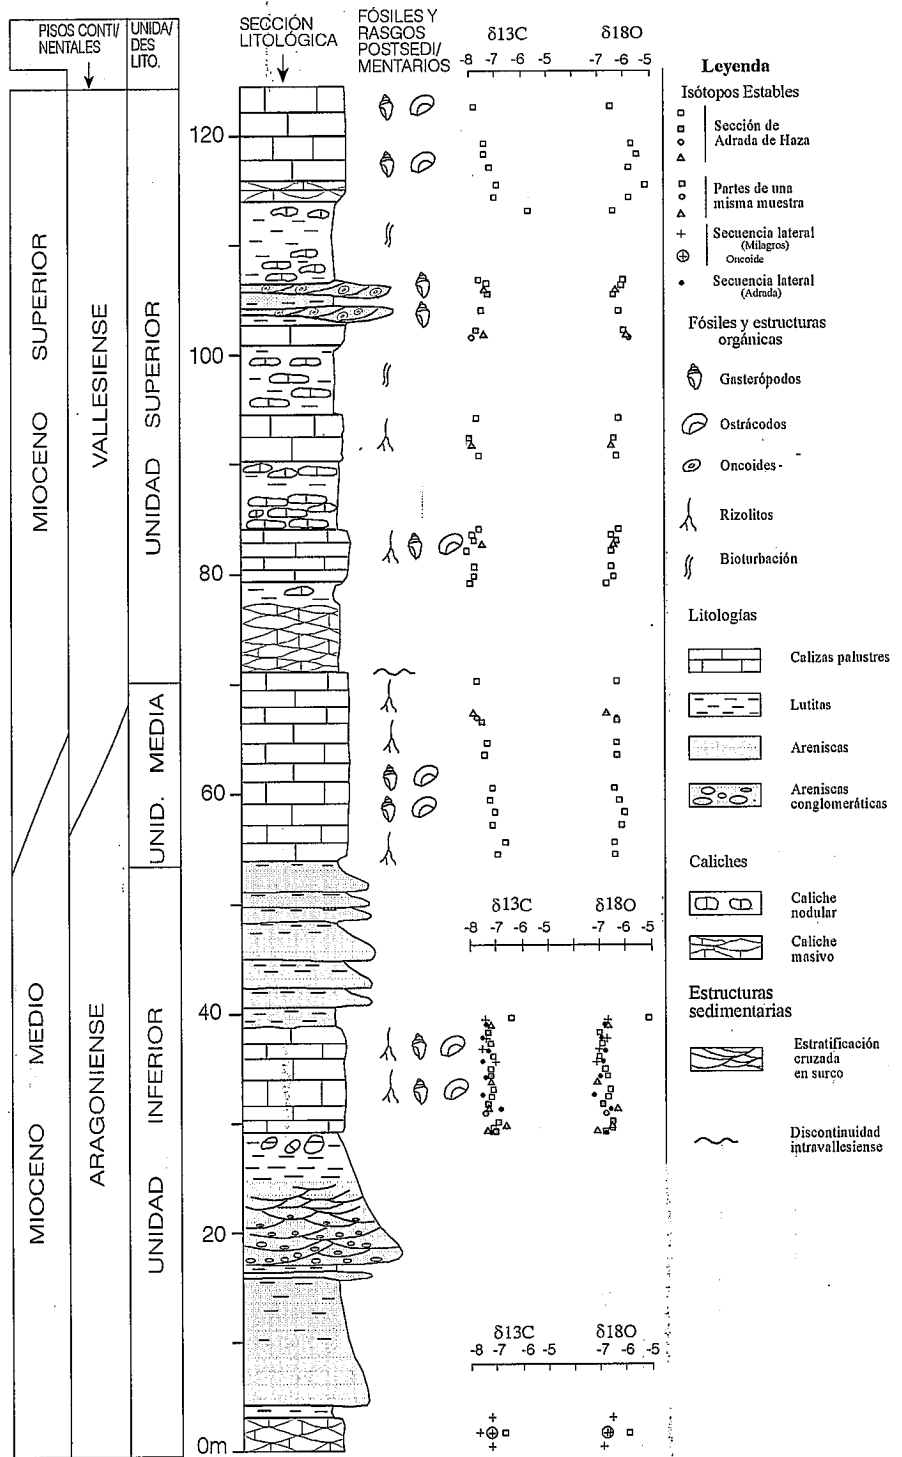 PISOS CONTI/
NENTALES
UNIDA/
DES
LITO.
SECCIÓN
LITOLÓGICA
FÓSILES Y
RASGOS
POSTSEDI/
MENTARIOS
δ13C
-8 -7 -6 -5
δ18O
-7 -6 -5
MIOCENO SUPERIOR
MIOCENO MEDIO
VALLESIENSE
ARAGONIENSE
UNIDAD SUPERIOR
UNID. MEDIA
UNIDAD INFERIOR
120
100
80
60
40
20
0m
δ13C
-8 -7 -6 -5
δ18O
-7 -6 -5
δ13C
-8 -7 -6 -5
δ18O
-7 -6 -5
Leyenda
Isótopos Estables
Sección de
Adrada de Haza
Partes de una
misma muestra
Secuencia lateral
(Milagros)
Oncoide
Secuencia lateral
(Adrada)
Fósiles y estructuras
orgánicas
Gasterópodos
Ostrácodos
Oncoides -
Rizolitos
Bioturbación
Litologías
Calizas palustres
Lutitas
Areniscas
Areniscas
conglomeráticas
Caliches
Caliche
nodular
Caliche
masivo
Estructuras
sedimentarias
Estratificación
cruzada
en surco
Discontinuidad
intravallesiense